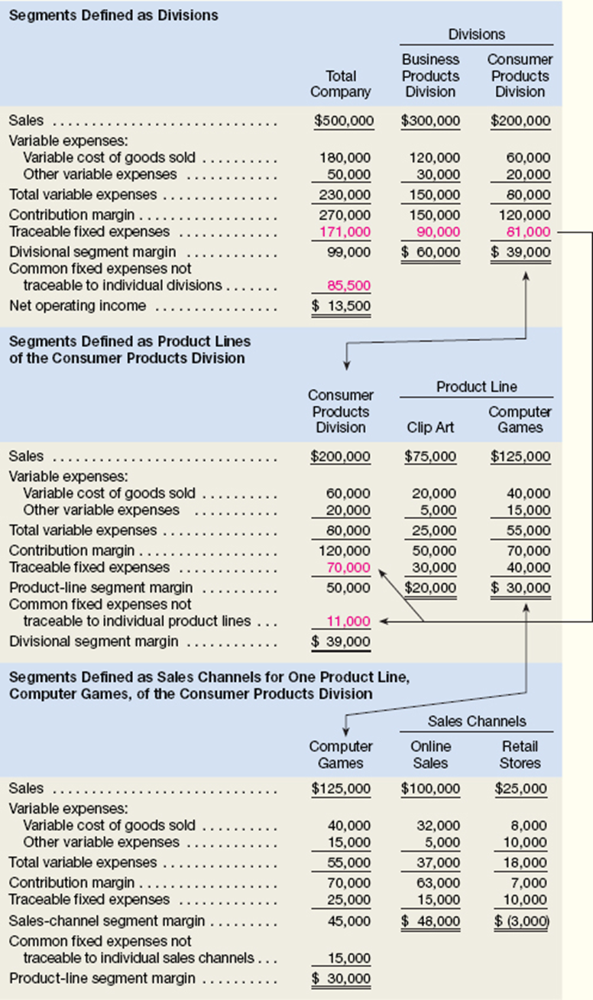 Segments Defined as Divisions
Divisions
Total Company Business Products Division Consumer Products Division
Sales .............................. $500,000 $300,000 $200,000
Variable expenses:
Variable cost of goods sold .......... 180,000 120,000 60,000
Other variable expenses ............ 50,000 30,000 20,000
Total variable expenses ............... 230,000 150,000 80,000
Contribution margin .................. 270,000 150,000 120,000
Traceable fixed expenses ............. 171,000 90,000 81,000
Divisional segment margin ............ 99,000 $ 60,000 $ 39,000
Common fixed expenses not
traceable to individual divisions ....... 85,500
Net operating income ................ $ 13,500
Segments Defined as Product Lines
of the Consumer Products Division
Product Line
Consumer Products Division Clip Art Computer Games
Sales ............................. $200,000 $75,000 $125,000
Variable expenses:
Variable cost of goods sold .......... 60,000 20,000 40,000
Other variable expenses ........... 20,000 5,000 15,000
Total variable expenses ............... 80,000 25,000 55,000
Contribution margin .................. 120,000 50,000 70,000
Traceable fixed expenses ............. 70,000 30,000 40,000
Product-line segment margin .......... 50,000 $20,000 $ 30,000
Common fixed expenses not
traceable to individual product lines ... 11,000
Divisional segment margin ............ $ 39,000
Segments Defined as Sales Channels for One Product Line,
Computer Games, of the Consumer Products Division
Sales Channels
Computer Games Online Sales Retail Stores
Sales ............................. $125,000 $100,000 $25,000
Variable expenses:
Variable cost of goods sold .......... 40,000 32,000 8,000
Other variable expenses ............ 15,000 5,000 10,000
Total variable expenses ............... 55,000 37,000 18,000
Contribution margin .................. 70,000 63,000 7,000
Traceable fixed expenses ............. 25,000 15,000 10,000
Sales-channel segment margin ......... 45,000 $ 48,000 $ (3,000)
Common fixed expenses not
traceable to individual sales channels ... 15,000
Product-line segment margin .......... $ 30,000